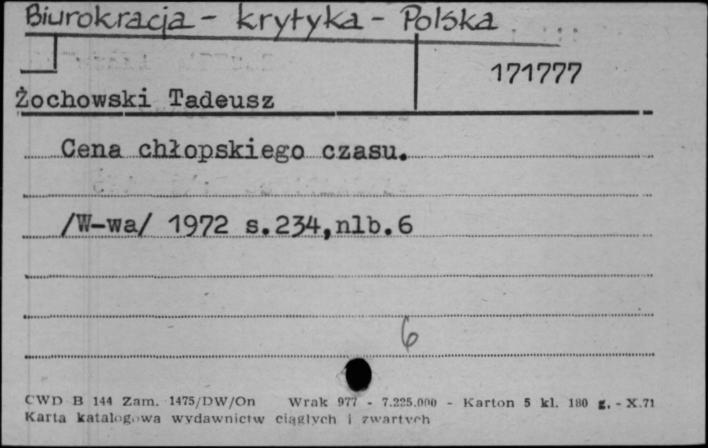 Biurokracja - krytyka - Polska
171777
Żochowski Tadeusz
Cena chłopskiego czasu.
/W-wa/ 1972 s.234,nlb.6
6
CWD B 144 Zam. 1475/DW/On Wrak 977 - 7.225.000 - Karton 5 kl. 180 g. - X.71
Karta katalogowa wydawnictw ciągłych i zwartych